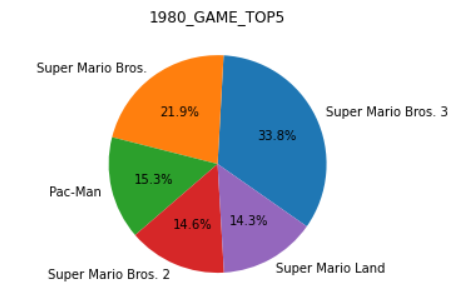 1980_GAME_TOP5
Super Mario Bros.
21.9%
Super Mario Bros. 3
33.8%
Pac-Man
15.3%
14.6%
14.3%
Super Mario Bros. 2
Super Mario Land